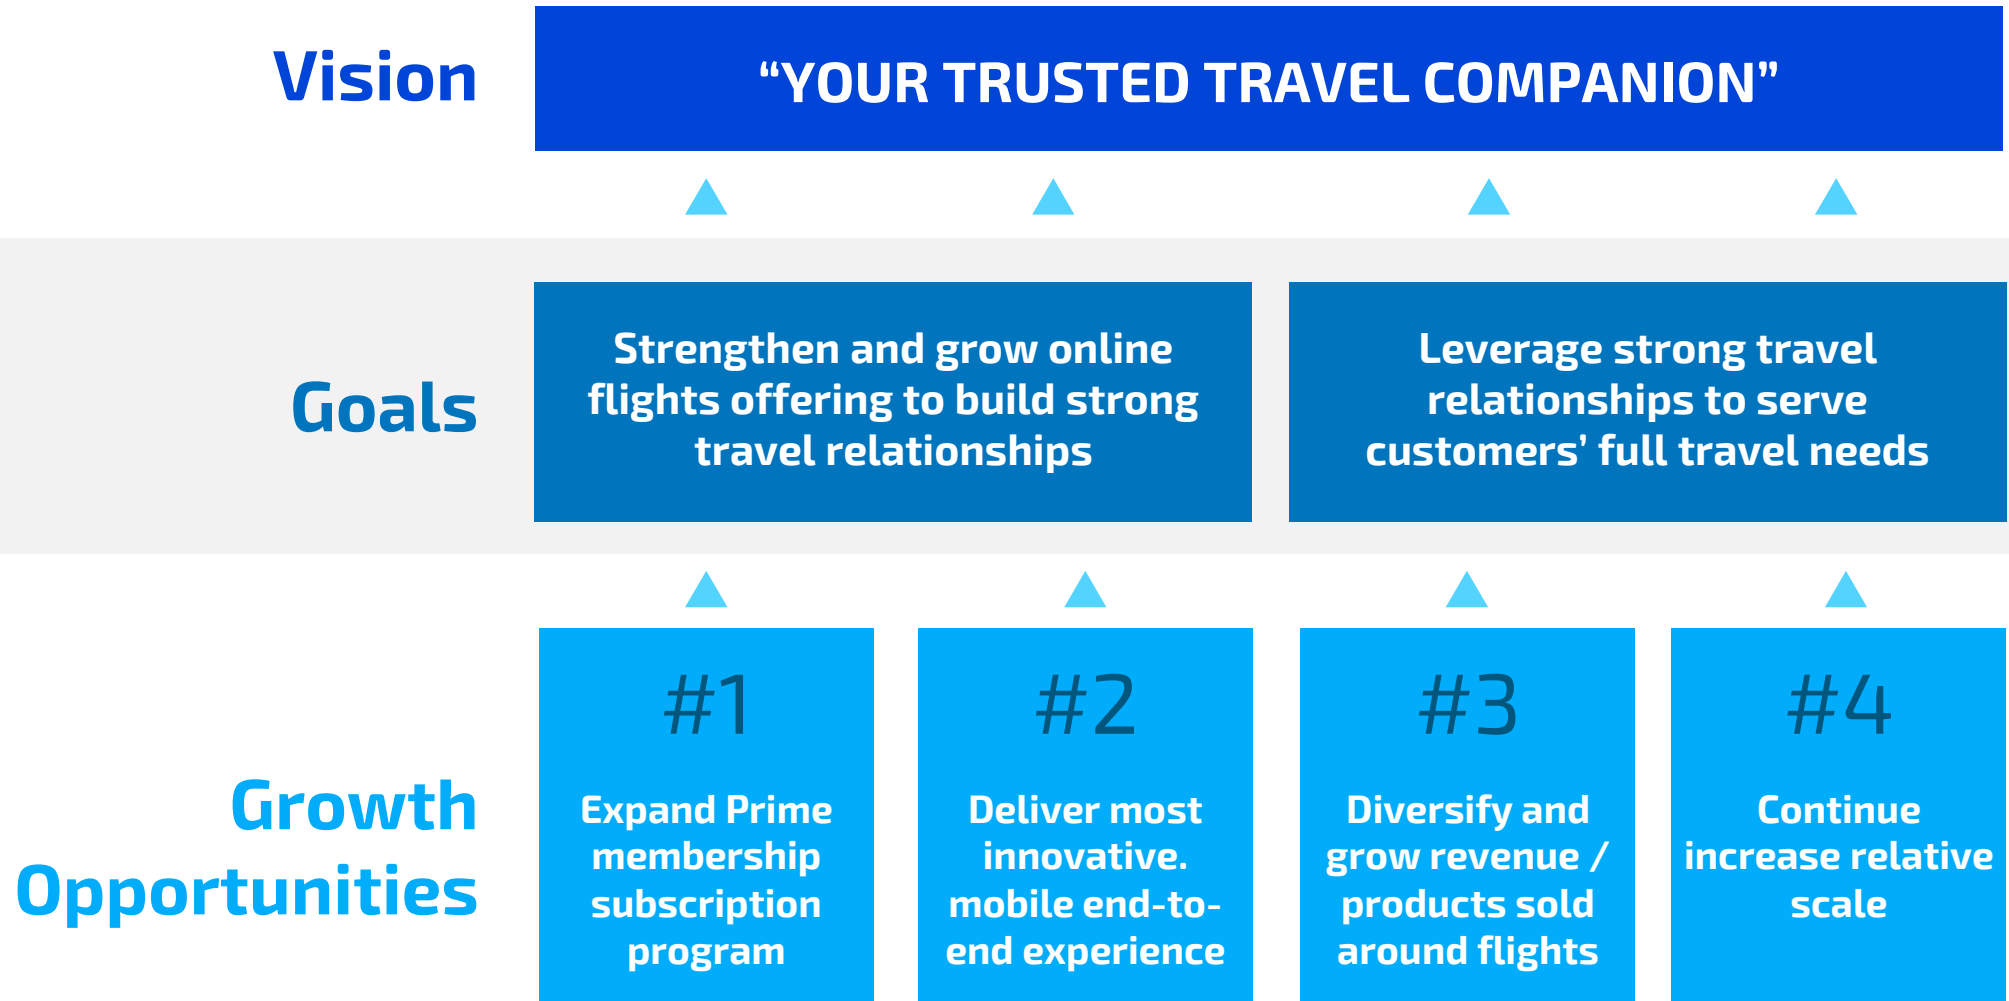 Vision
“YOUR TRUSTED TRAVEL COMPANION”
Goals
Strengthen and grow online
flights offering to build strong
travel relationships
Leverage strong travel
relationships to serve
customers’ full travel needs
Growth
Opportunities
#1
Expand Prime
membership
subscription
program
#2
Deliver most
innovative.
mobile end-to-
end experience
#3
Diversify and
grow revenue /
products sold
around flights
#4
Continue
increase relative
scale